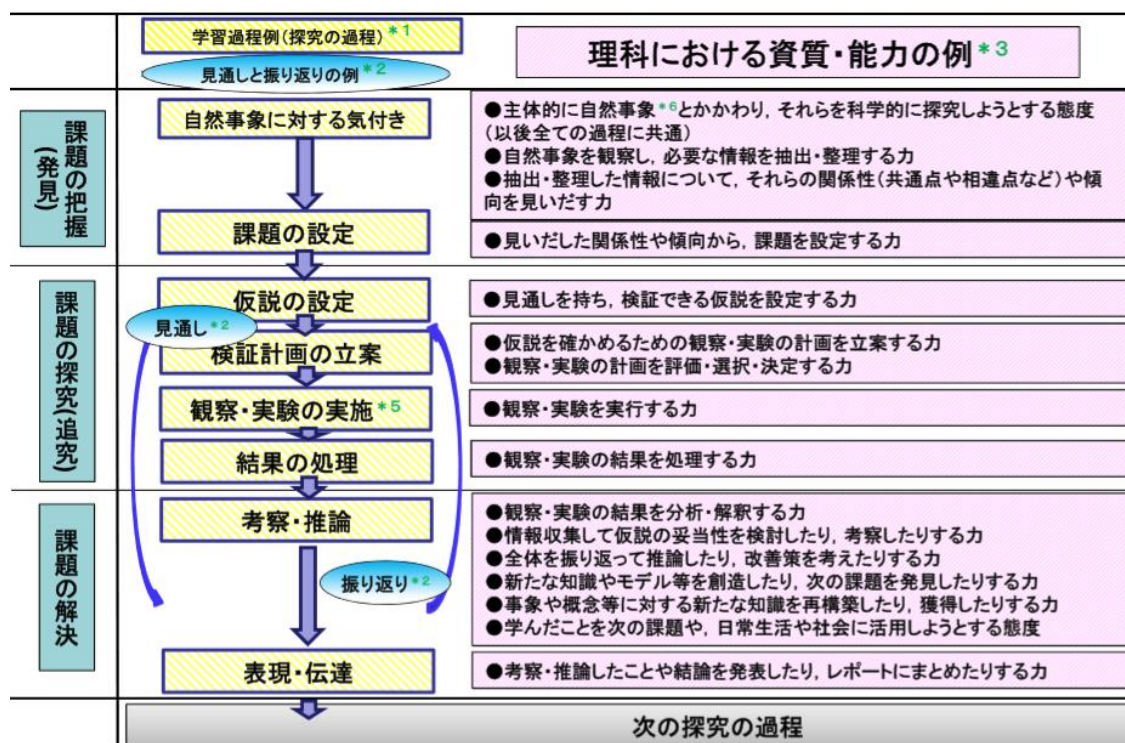 学習過程例(探究の過程)*1
見通しと振り返りの例*2
理科における資質・能力の例*3
課題の把握(発見)
自然事象に対する気付き
●主体的に自然事象*6とかかわり,それらを科学的に探究しようとする態度
(以後全ての過程に共通)
●自然事象を観察し,必要な情報を抽出・整理する力
●抽出・整理した情報について,それらの関係性(共通点や相違点など)や傾
向を見いだす力
課題の設定
●見いだした関係性や傾向から,課題を設定する力
課題の探究(追究)
仮説の設定
●見通しを持ち,検証できる仮説を設定する力
見通し*2
検証計画の立案
●仮説を確かめるための観察・実験の計画を立案する力
●観察・実験の計画を評価・選択・決定する力
観察・実験の実施*5
●観察・実験を実行する力
結果の処理
●観察・実験の結果を処理する力
課題の解決
考察・推論
●観察・実験の結果を分析・解釈する力
●情報収集して仮説の妥当性を検討したり,考察したりする力
●全体を振り返って推論したり,改善策を考えたりする力
●新たな知識やモデル等を創造したり,次の課題を発見したりする力
●事象や概念等に対する新たな知識を再構築したり,獲得したりする力
●学んだことを次の課題や,日常生活や社会に活用しようとする態度
振り返り*2
表現・伝達
●考察・推論したことや結論を発表したり,レポートにまとめたりする力
次の探究の過程